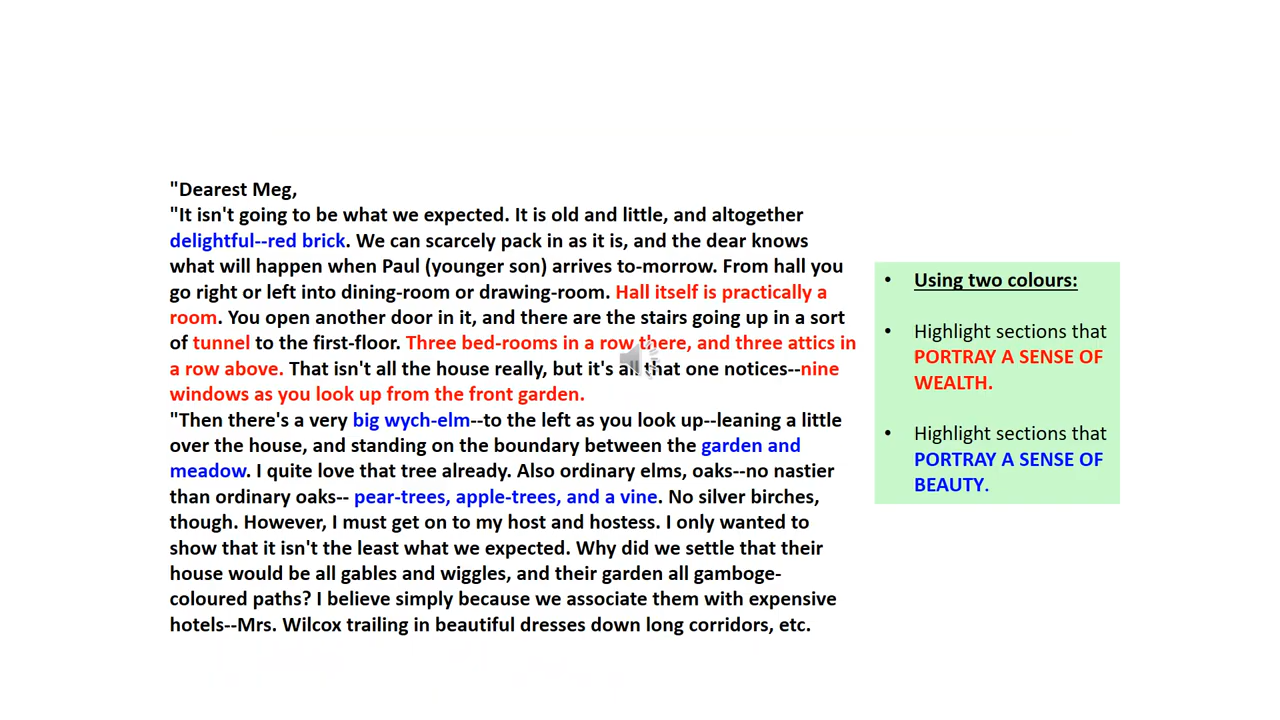 "Dearest Meg,
"It isn't going to be what we expected. It is old and little, and altogether
delightful--red brick. We can scarcely pack in as it is, and the dear knows
what will happen when Paul (younger son) arrives to-morrow. From hall you
go right or left into dining-room or drawing-room. Hall itself is practically a
room. You open another door in it, and there are the stairs going up in a sort
of tunnel to the first-floor. Three bed-rooms in a row there, and three attics in
a row above. That isn't all the house really, but it's all that one notices--nine
windows as you look up from the front garden.
"Then there's a very big wych-elm--to the left as you look up--leaning a little
over the house, and standing on the boundary between the garden and
meadow. I quite love that tree already. Also ordinary elms, oaks--no nastier
than ordinary oaks-- pear-trees, apple-trees, and a vine. No silver birches,
though. However, I must get on to my host and hostess. I only wanted to
show that it isn't the least what we expected. Why did we settle that their
house would be all gables and wiggles, and their garden all gamboge-
coloured paths? I believe simply because we associate them with expensive
hotels--Mrs. Wilcox trailing in beautiful dresses down long corridors, etc.
• Using two colours:
• Highlight sections that
PORTRAY A SENSE OF
WEALTH.
• Highlight sections that
PORTRAY A SENSE OF
BEAUTY.